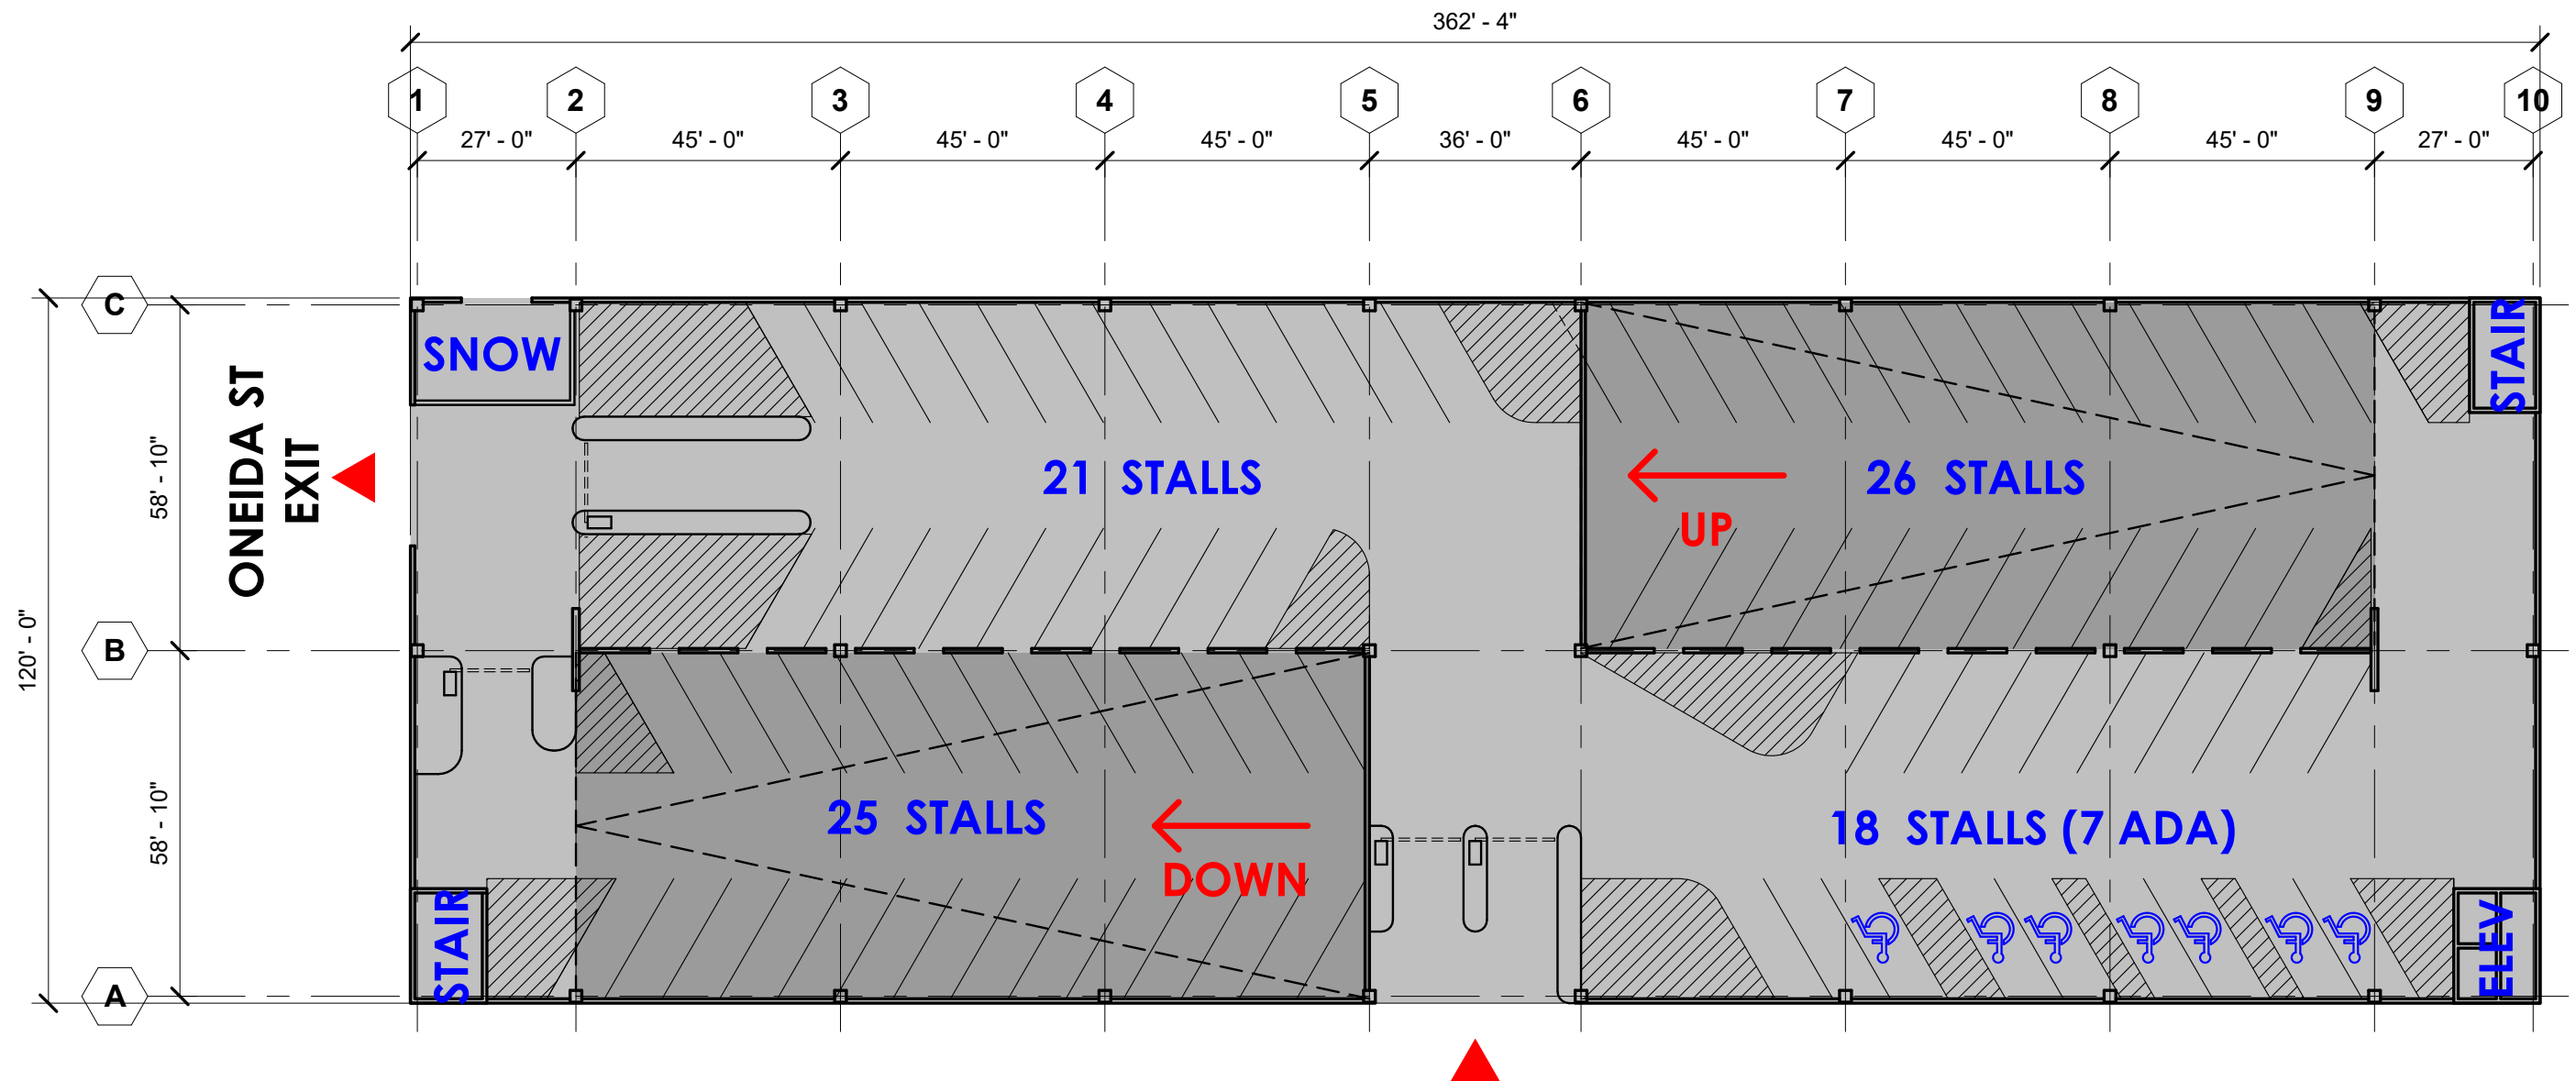 362' - 4"
1 2 3 4 5 6 7 8 9 10
27' - 0" 45' - 0" 45' - 0" 45' - 0" 36' - 0" 45' - 0" 45' - 0" 45' - 0" 27' - 0"
C
SNOW
STAIR
ONEIDA ST
EXIT
58' - 10"
21 STALLS
26 STALLS
UP
120' - 0"
B
58' - 10"
25 STALLS
DOWN
18 STALLS (7 ADA)
STAIR
ELEV
A